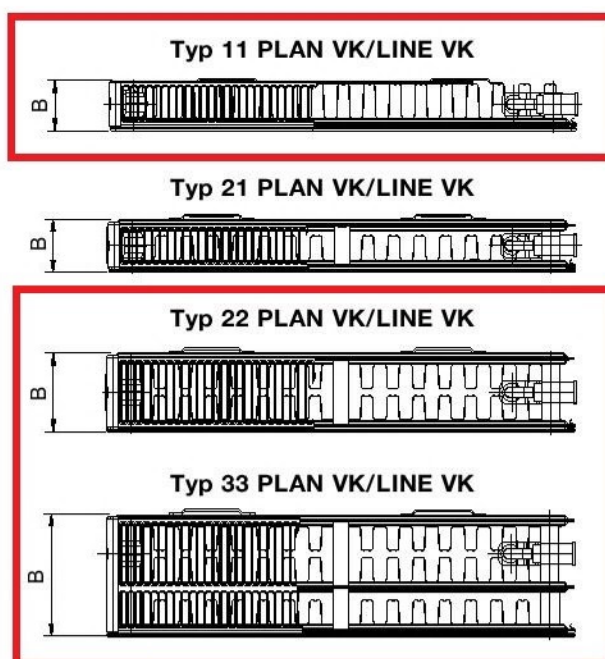 Typ 11 PLAN VK/LINE VK
B
Typ 21 PLAN VK/LINE VK
B
Typ 22 PLAN VK/LINE VK
B
Typ 33 PLAN VK/LINE VK
B